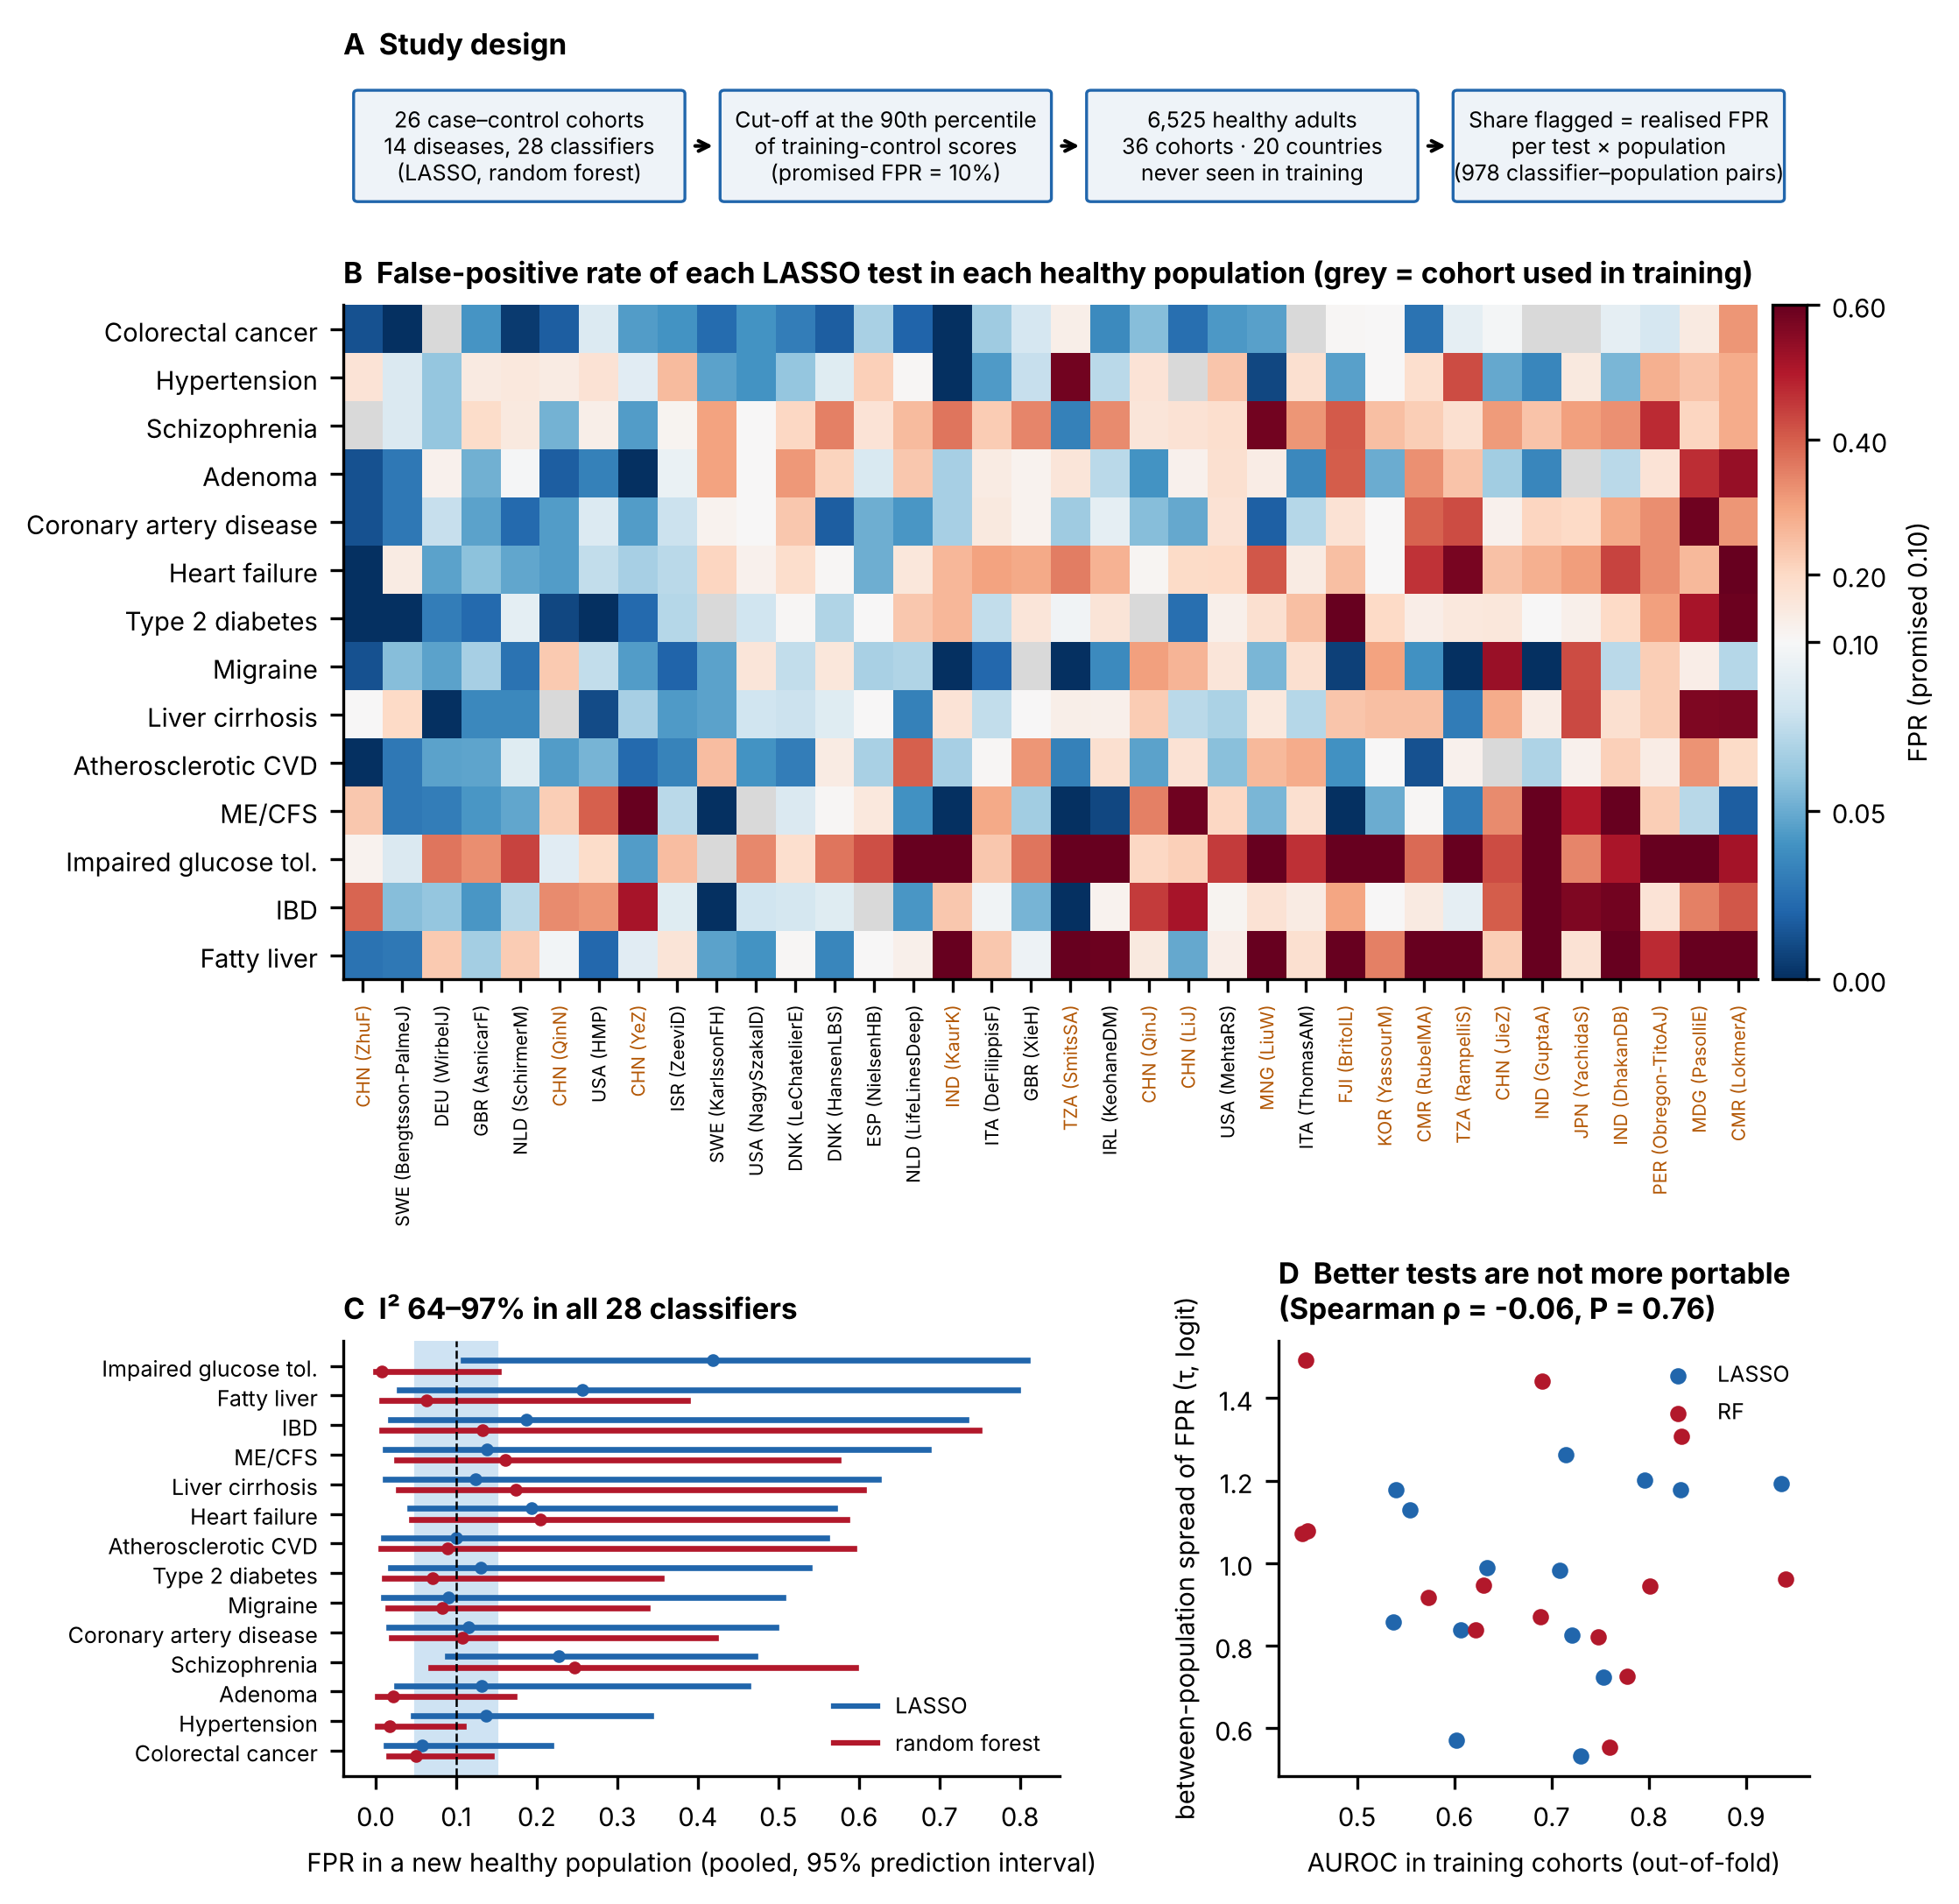 A Study design
26 case–control cohorts
14 diseases, 28 classifiers
(LASSO, random forest)
Cut-off at the 90th percentile
of training-control scores
(promised FPR = 10%)
6,525 healthy adults
36 cohorts · 20 countries
never seen in training
Share flagged = realised FPR
per test × population
(978 classifier–population pairs)
B False-positive rate of each LASSO test in each healthy population (grey = cohort used in training)
Colorectal cancer
Hypertension
Schizophrenia
Adenoma
Coronary artery disease
Heart failure
Type 2 diabetes
Migraine
Liver cirrhosis
Atherosclerotic CVD
ME/CFS
Impaired glucose tol.
IBD
Fatty liver
0.60
0.40
0.20
0.10
0.05
0.00
FPR (promised 0.10)
CHN (ZhuF)
SWE (Bengtsson-PalmeJ)
DEU (WirbelJ)
GBR (AsnicarF)
NLD (SchirmerM)
CHN (QinN)
USA (HMP)
CHN (YeZ)
ISR (ZeeviD)
SWE (KarlssonFH)
USA (NagySzakalD)
DNK (LeChatelierE)
DNK (HansenLBS)
ESP (NielsenHB)
NLD (LifeLinesDeep)
IND (KaurK)
ITA (DeFilippisF)
GBR (XieH)
TZA (SmitsSA)
IRL (KeohaneDM)
CHN (QinJ)
CHN (LiJ)
USA (MehtaRS)
MNG (LiuW)
ITA (ThomasAM)
FJI (BritoIL)
KOR (YassourM)
CMR (RubelMA)
TZA (RampelliS)
CHN (JieZ)
IND (GuptaA)
JPN (YachidaS)
IND (DhakanDB)
PER (Obregon-TitoAJ)
MDG (PasolliE)
CMR (LokmerA)
C I² 64–97% in all 28 classifiers
Impaired glucose tol.
Fatty liver
IBD
ME/CFS
Liver cirrhosis
Heart failure
Atherosclerotic CVD
Type 2 diabetes
Migraine
Coronary artery disease
Schizophrenia
Adenoma
Hypertension
Colorectal cancer
LASSO
random forest
0.0 0.1 0.2 0.3 0.4 0.5 0.6 0.7 0.8
FPR in a new healthy population (pooled, 95% prediction interval)
D Better tests are not more portable
(Spearman ρ = -0.06, P = 0.76)
between-population spread of FPR (τ, logit)
1.4
1.2
1.0
0.8
0.6
LASSO
RF
0.5 0.6 0.7 0.8 0.9
AUROC in training cohorts (out-of-fold)